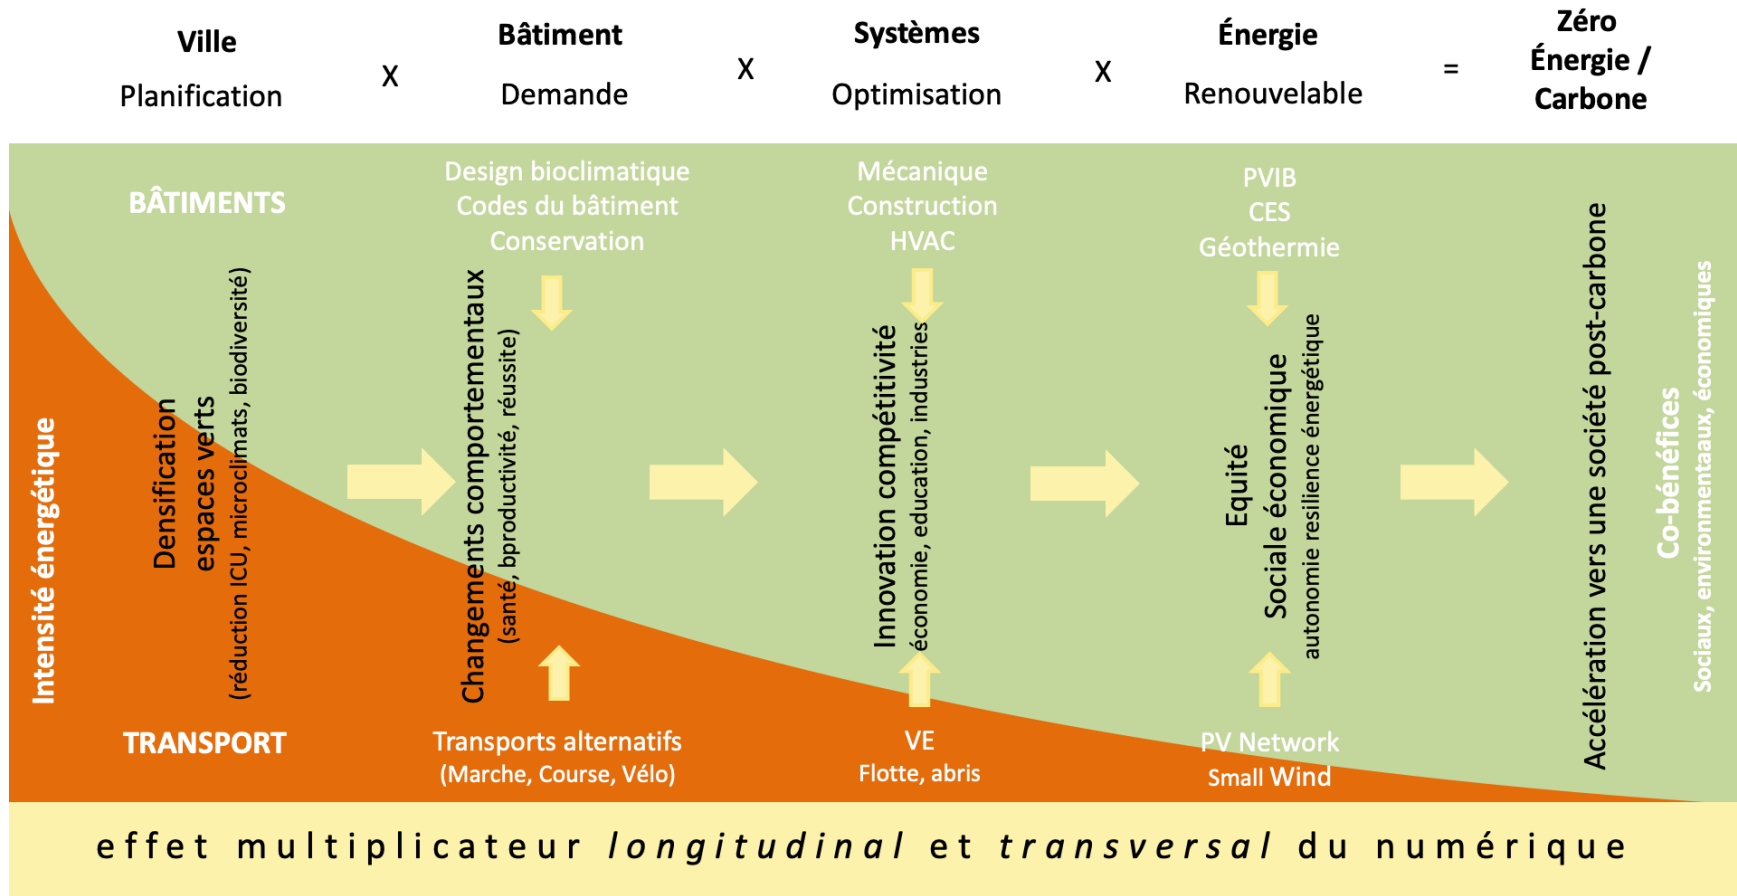 Ville
Planification
X
Bâtiment
Demande
X
Systèmes
Optimisation
X
Énergie
Renouvelable
=
Zéro
Énergie /
Carbone
BÂTIMENTS
Design bioclimatique
Codes du bâtiment
Conservation
Mécanique
Construction
HVAC
PVIB
CES
Géothermie
Intensité énergétique
Densification
espaces verts
(réduction ICU, microclimats, biodiversité)
Changements comportementaux
(santé, bproductivité, réussite)
Innovation compétitivité
économie, education, industries
Equité
Sociale économique
autonomie resilience énergétique
Accélération vers une société post-carbone
Co-bénéfices
Sociaux, environmentaux, économiques
TRANSPORT
Transports alternatifs
(Marche, Course, Vélo)
VE
Flotte, abris
PV Network
Small Wind
effet multiplicateur longitudinal et transversal du numérique